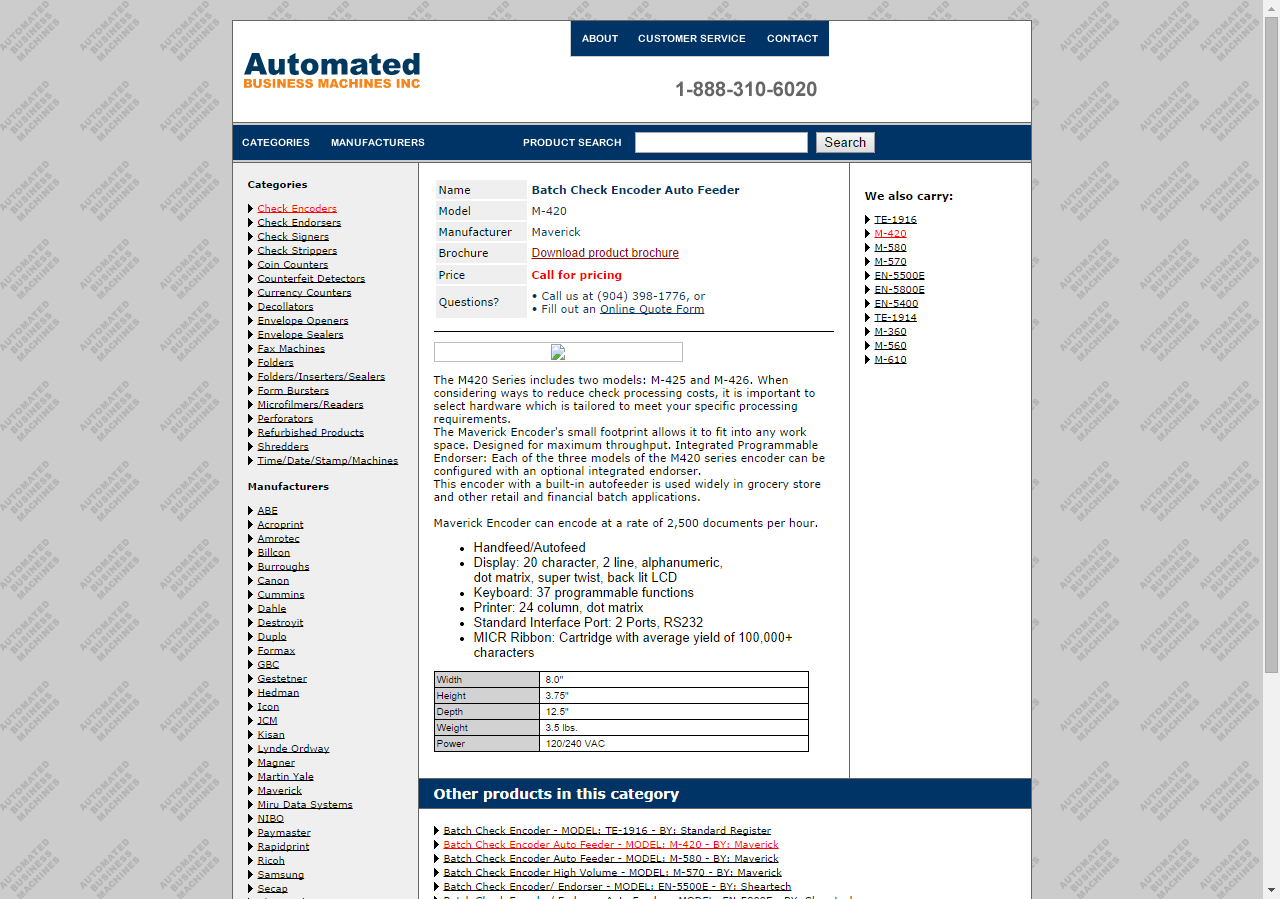 ABOUT CUSTOMER SERVICE CONTACT
Automated
BUSINESS MACHINES INC
1-888-310-6020
CATEGORIES MANUFACTURERS PRODUCT SEARCH Search
Categories
Check Encoders
Check Endorsers
Check Signers
Check Strippers
Coin Counters
Counterfeit Detectors
Currency Counters
Decollators
Envelope Openers
Envelope Sealers
Fax Machines
Folders
Folders/Inserters/Sealers
Form Bursters
Microfilmers/Readers
Perforators
Refurbished Products
Shredders
Time/Date/Stamp/Machines
Manufacturers
ABE
Acroprint
Amrotec
Billcon
Burroughs
Canon
Cummins
Dahle
Destroyit
Duplo
Formax
GBC
Gestetner
Hedman
Icon
JCM
Kisan
Lynde Ordway
Magner
Martin Yale
Maverick
Miru Data Systems
NIBO
Paymaster
Rapidprint
Ricoh
Samsung
Secap
Name Batch Check Encoder Auto Feeder
Model M-420
Manufacturer Maverick
Brochure Download product brochure
Price Call for pricing
Questions? • Call us at (904) 398-1776, or
• Fill out an Online Quote Form
The M420 Series includes two models: M-425 and M-426. When
considering ways to reduce check processing costs, it is important to
select hardware which is tailored to meet your specific processing
requirements.
The Maverick Encoder's small footprint allows it to fit into any work
space. Designed for maximum throughput. Integrated Programmable
Endorser: Each of the three models of the M420 series encoder can be
configured with an optional integrated endorser.
This encoder with a built-in autofeeder is used widely in grocery store
and other retail and financial batch applications.
Maverick Encoder can encode at a rate of 2,500 documents per hour.
• Handfeed/Autofeed
• Display: 20 character, 2 line, alphanumeric,
dot matrix, super twist, back lit LCD
• Keyboard: 37 programmable functions
• Printer: 24 column, dot matrix
• Standard Interface Port: 2 Ports, RS232
• MICR Ribbon: Cartridge with average yield of 100,000+
characters
Width 8.0"
Height 3.75"
Depth 12.5"
Weight 3.5 lbs.
Power 120/240 VAC
We also carry:
TE-1916
M-420
M-580
M-570
EN-5500E
EN-5800E
EN-5400
TE-1914
M-360
M-560
M-610
Other products in this category
Batch Check Encoder - MODEL: TE-1916 - BY: Standard Register
Batch Check Encoder Auto Feeder - MODEL: M-420 - BY: Maverick
Batch Check Encoder Auto Feeder - MODEL: M-580 - BY: Maverick
Batch Check Encoder High Volume - MODEL: M-570 - BY: Maverick
Batch Check Encoder/ Endorser - MODEL: EN-5500E - BY: Sheartech